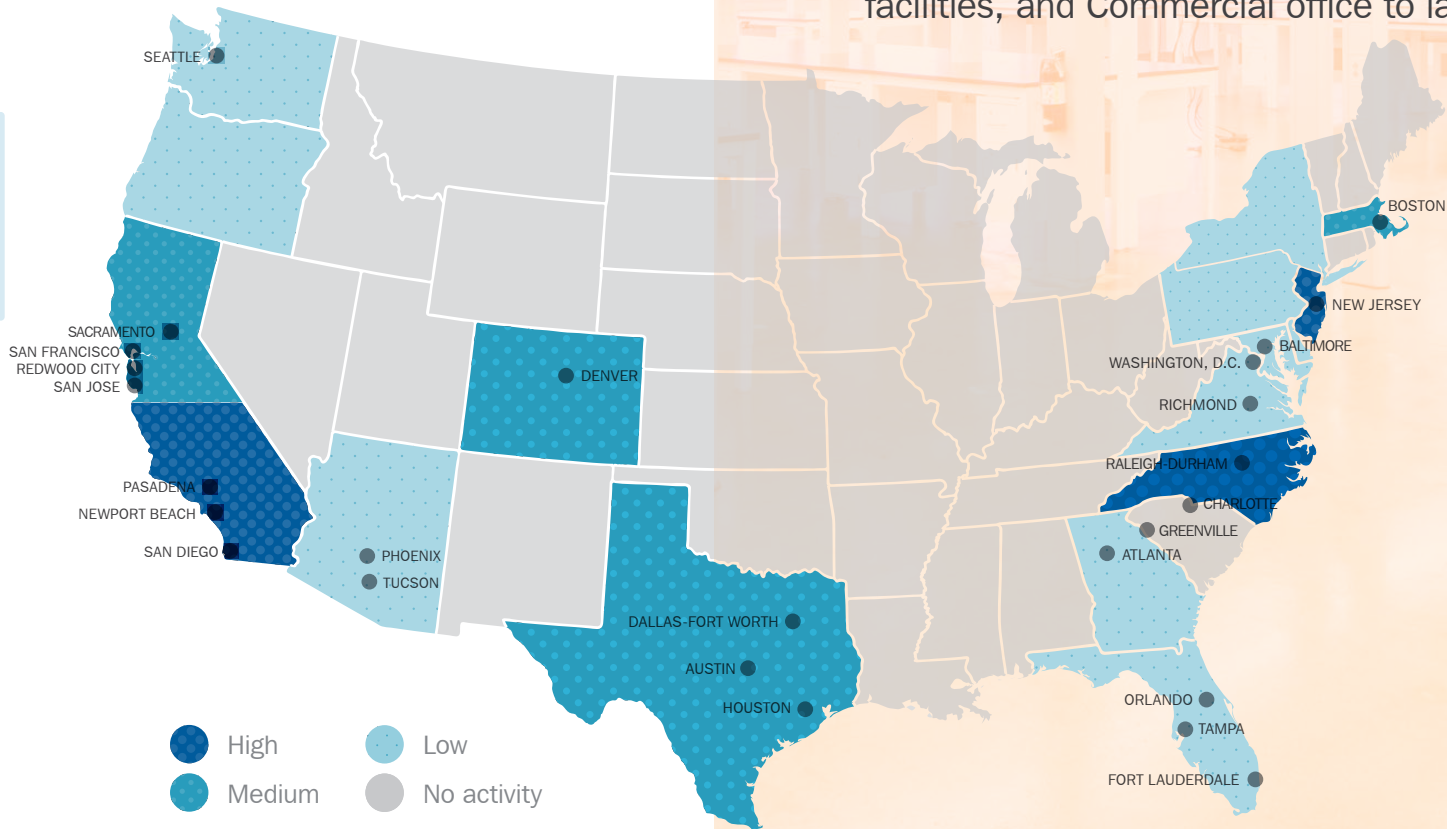 facilities, and Commercial office to la
SEATTLE
BOSTON
NEW JERSEY
SACRAMENTO
BALTIMORE
SAN FRANCISCO
WASHINGTON, D.C.
REDWOOD CITY
DENVER
SAN JOSE
RICHMOND
RALEIGH-DURHAM
PASADENA
CHARLOTTE
NEWPORT BEACH
GREENVILLE
SAN DIEGO
PHOENIX
ATLANTA
TUCSON
DALLAS-FORT WORTH
AUSTIN
ORLANDO
HOUSTON
TAMPA
High
Low
FORT LAUDERDALE
Medium
No activity